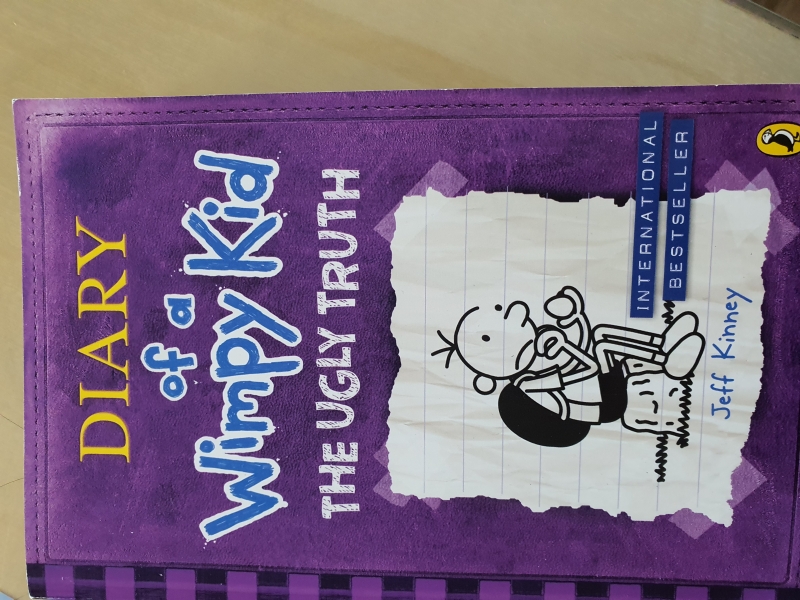 DIARY
of a
Wimpy Kid
THE UGLY TRUTH
INTERNATIONAL
BESTSELLER
Jeff Kinney